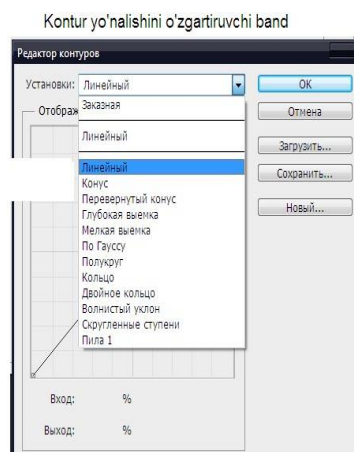 Kontur yo'nalishini o'zgartiruvchi band
Редактор контуров
Установки: Линейный
OK
Отображ
Заказная
Отмена
Линейный
Загрузить...
Линейный
Сохранить...
Конус
Перевернутый конус
Глубокая выемка
Новый...
Мелкая выемка
По Гауссу
Полукруг
Кольцо
Двойное кольцо
Волнистый уклон
Скругленные ступени
Пила 1
Вход: %
Выход: %